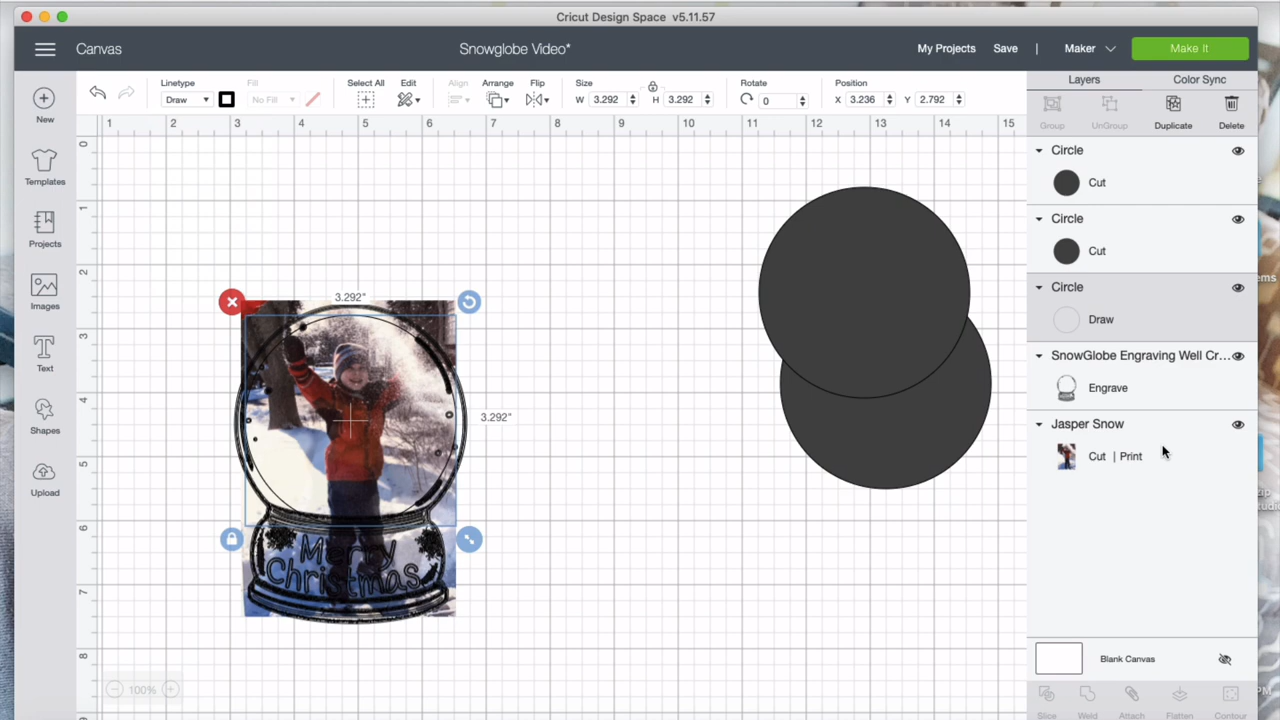 Cricut Design Space v5.11.57
Canvas
Snowglobe Video*
My Projects
Save
|
Maker
Make It
Linetype
Draw
Fill
No Fill
Select All
Edit
Align
Arrange
Flip
Size
W 3.292
H 3.292
Rotate
0
Position
X 3.236
Y 2.792
Layers
Color Sync
Group
UnGroup
Duplicate
Delete
New
Templates
Projects
Images
Text
Shapes
Upload
1 2 3 4 5 6 7 8 9 10 11 12 13 14 15
0
1
2
3
4
5
6
7
8
9
3.292"
3.292"
Merry
Christmas
100%
Circle
Cut
Circle
Cut
Circle
Draw
SnowGlobe Engraving Well Cr...
Engrave
Jasper Snow
Cut | Print
Blank Canvas
Slice
Weld
Attach
Flatten
Contour
ems
zip
PM